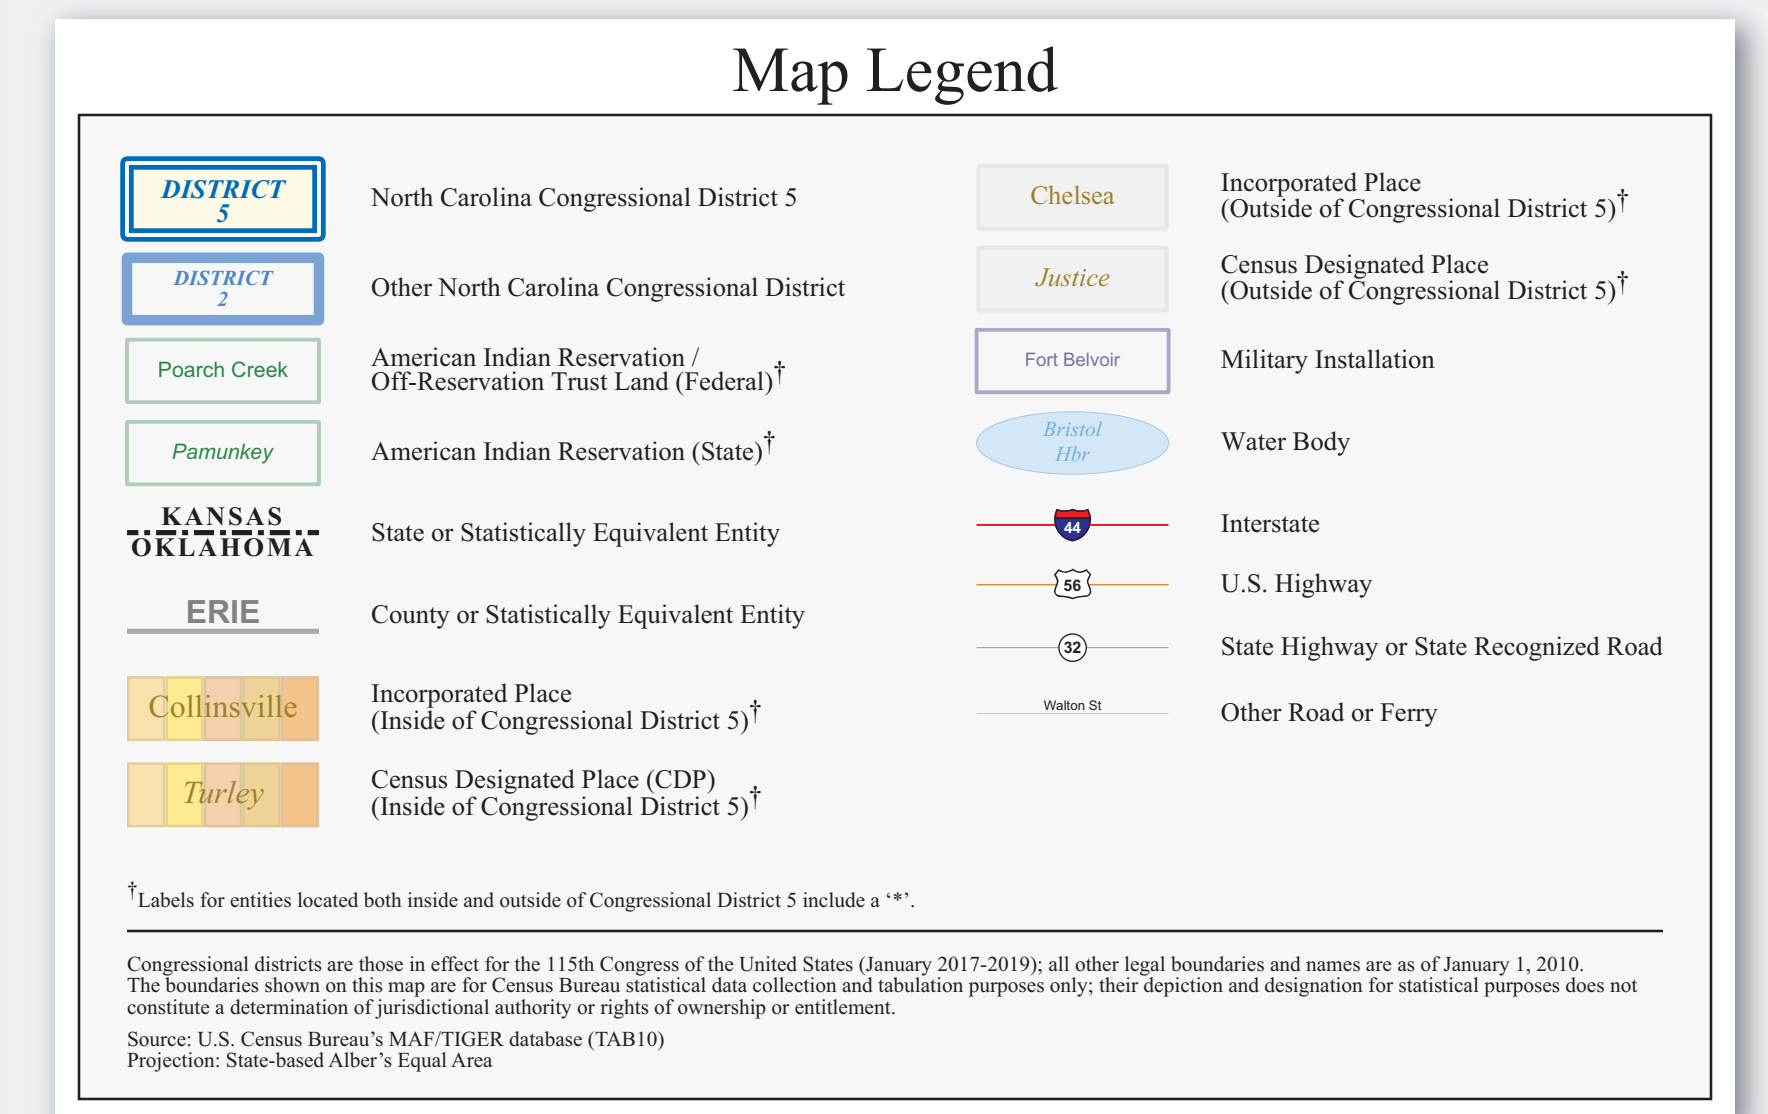 Map Legend
DISTRICT
5
North Carolina Congressional District 5
DISTRICT
2
Other North Carolina Congressional District
Poarch Creek
American Indian Reservation /
Off-Reservation Trust Land (Federal)†
Pamunkey
American Indian Reservation (State)†
KANSAS
OKLAHOMA
State or Statistically Equivalent Entity
ERIE
County or Statistically Equivalent Entity
Collinsville
Incorporated Place
(Inside of Congressional District 5)†
Turley
Census Designated Place (CDP)
(Inside of Congressional District 5)†
Chelsea
Incorporated Place
(Outside of Congressional District 5)†
Justice
Census Designated Place
(Outside of Congressional District 5)†
Fort Belvoir
Military Installation
Bristol
Hbr
Water Body
44
Interstate
56
U.S. Highway
32
State Highway or State Recognized Road
Walton St
Other Road or Ferry
†Labels for entities located both inside and outside of Congressional District 5 include a ‘*’.
Congressional districts are those in effect for the 115th Congress of the United States (January 2017-2019); all other legal boundaries and names are as of January 1, 2010.
The boundaries shown on this map are for Census Bureau statistical data collection and tabulation purposes only; their depiction and designation for statistical purposes does not
constitute a determination of jurisdictional authority or rights of ownership or entitlement.
Source: U.S. Census Bureau’s MAF/TIGER database (TAB10)
Projection: State-based Alber’s Equal Area